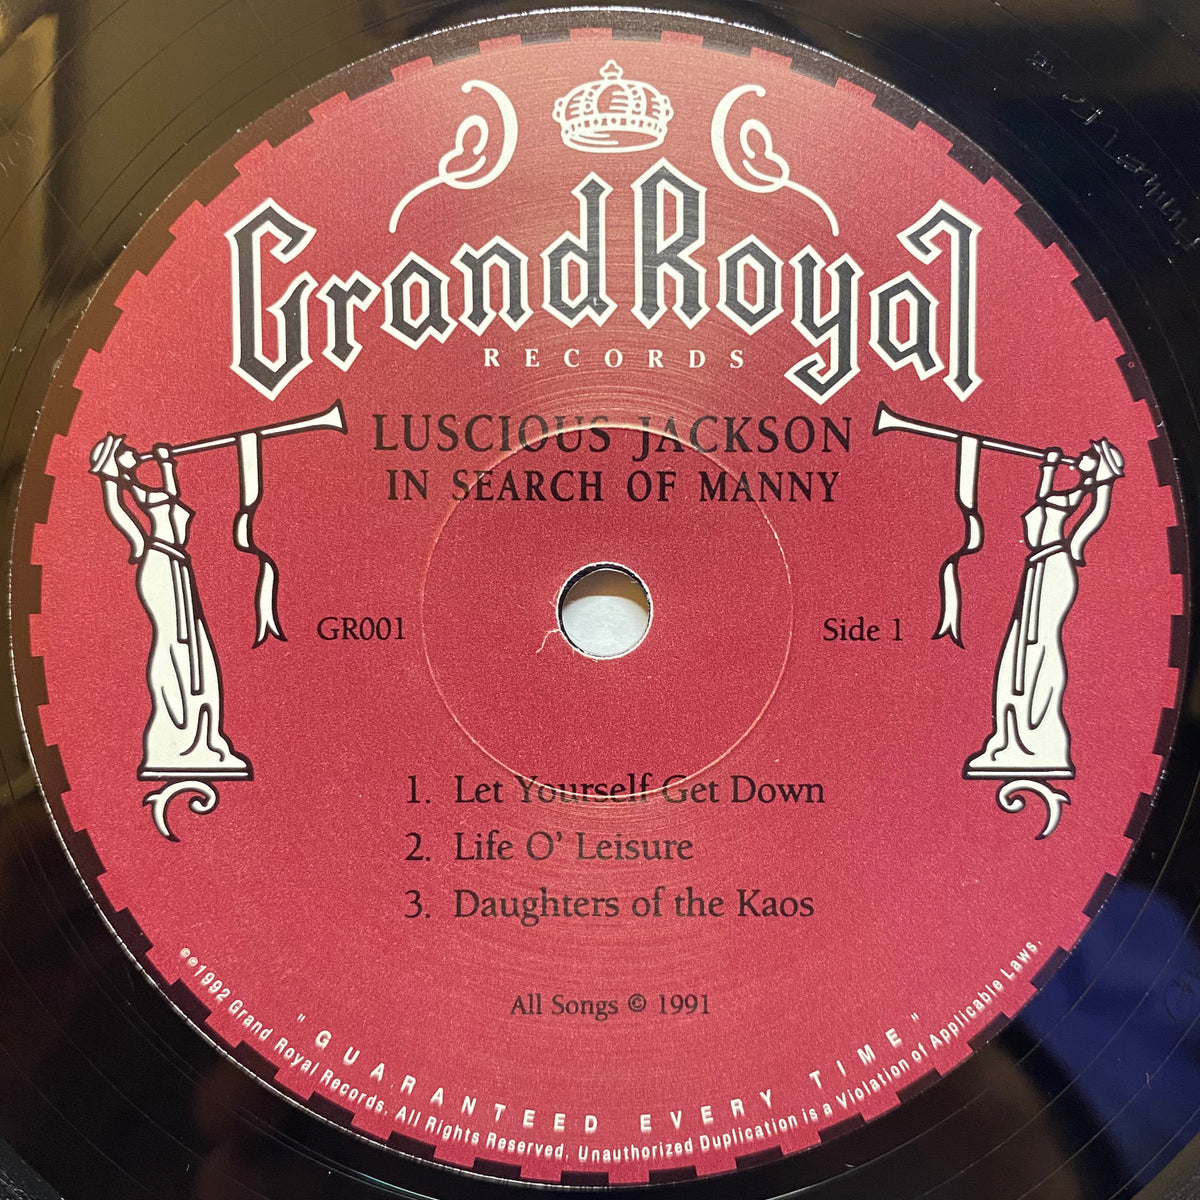 Grand Royal
RECORDS
LUSCIOUS JACKSON
IN SEARCH OF MANNY
GR001
Side 1
1. Let Yourself Get Down
2. Life O' Leisure
3. Daughters of the Kaos
All Songs © 1991
"GUARANTEED EVERY TIME"
©℗1992 Grand Royal Records. All Rights Reserved. Unauthorized Duplication is a Violation of Applicable Laws.